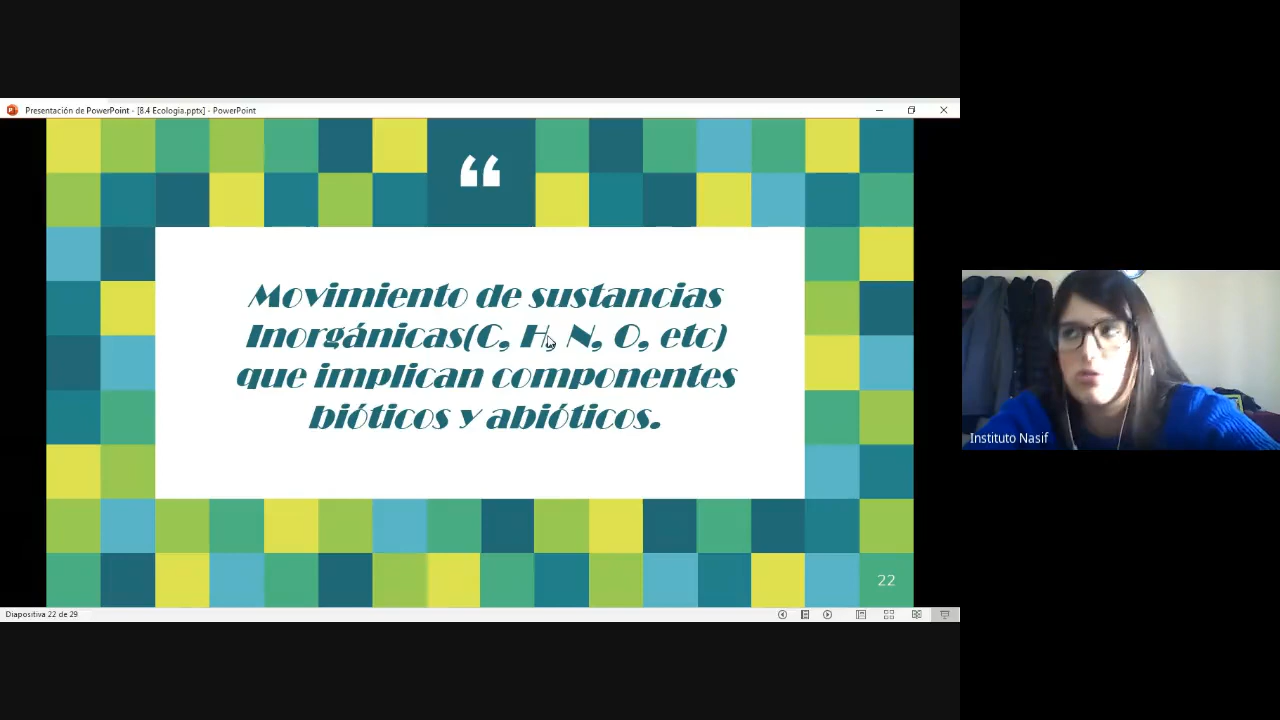 Presentación de PowerPoint - [8.4 Ecologia.pptx] - PowerPoint
“
Movimiento de sustancias
Inorgánicas(C, H, N, O, etc)
que implican componentes
bióticos y abióticos.
22
Diapositiva 22 de 29
Instituto Nasif